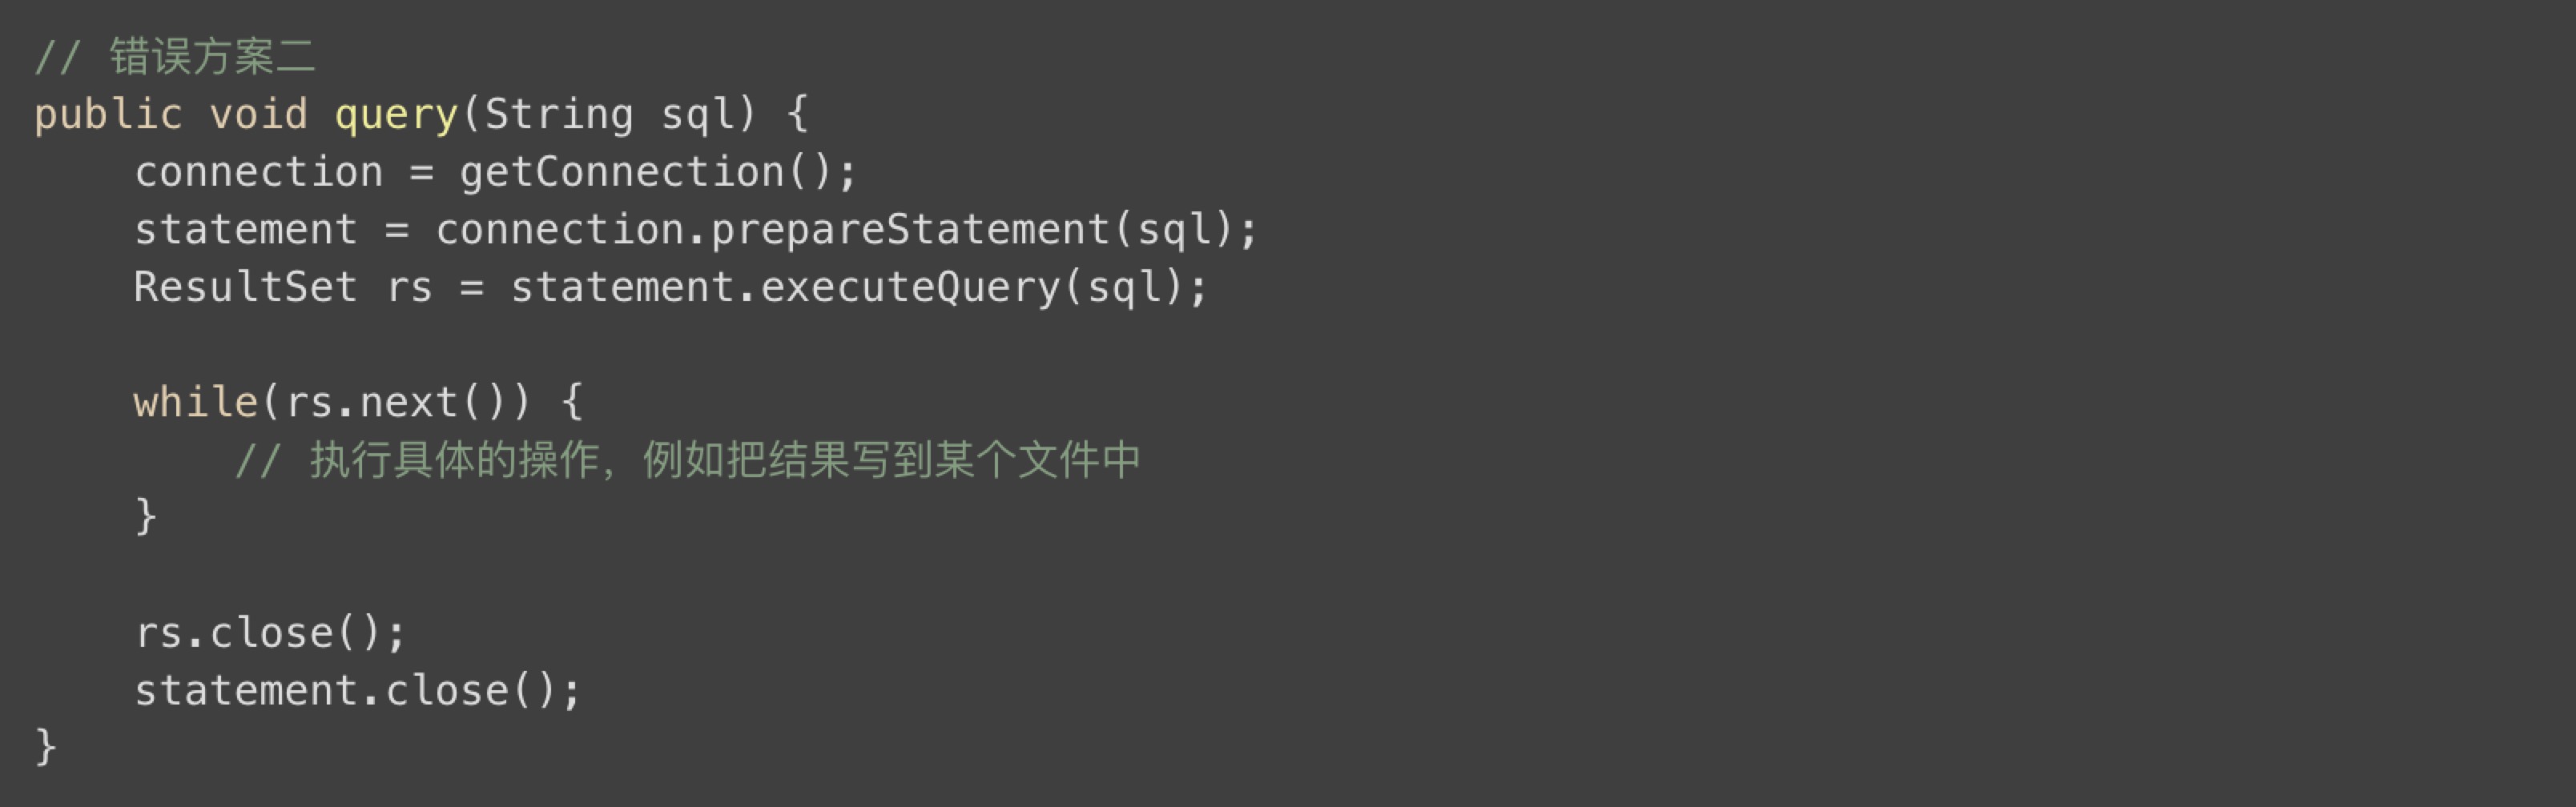 // 错误方案二
public void query(String sql) {
    connection = getConnection();
    statement = connection.prepareStatement(sql);
    ResultSet rs = statement.executeQuery(sql);

    while(rs.next()) {
        // 执行具体的操作，例如把结果写到某个文件中
    }

    rs.close();
    statement.close();
}